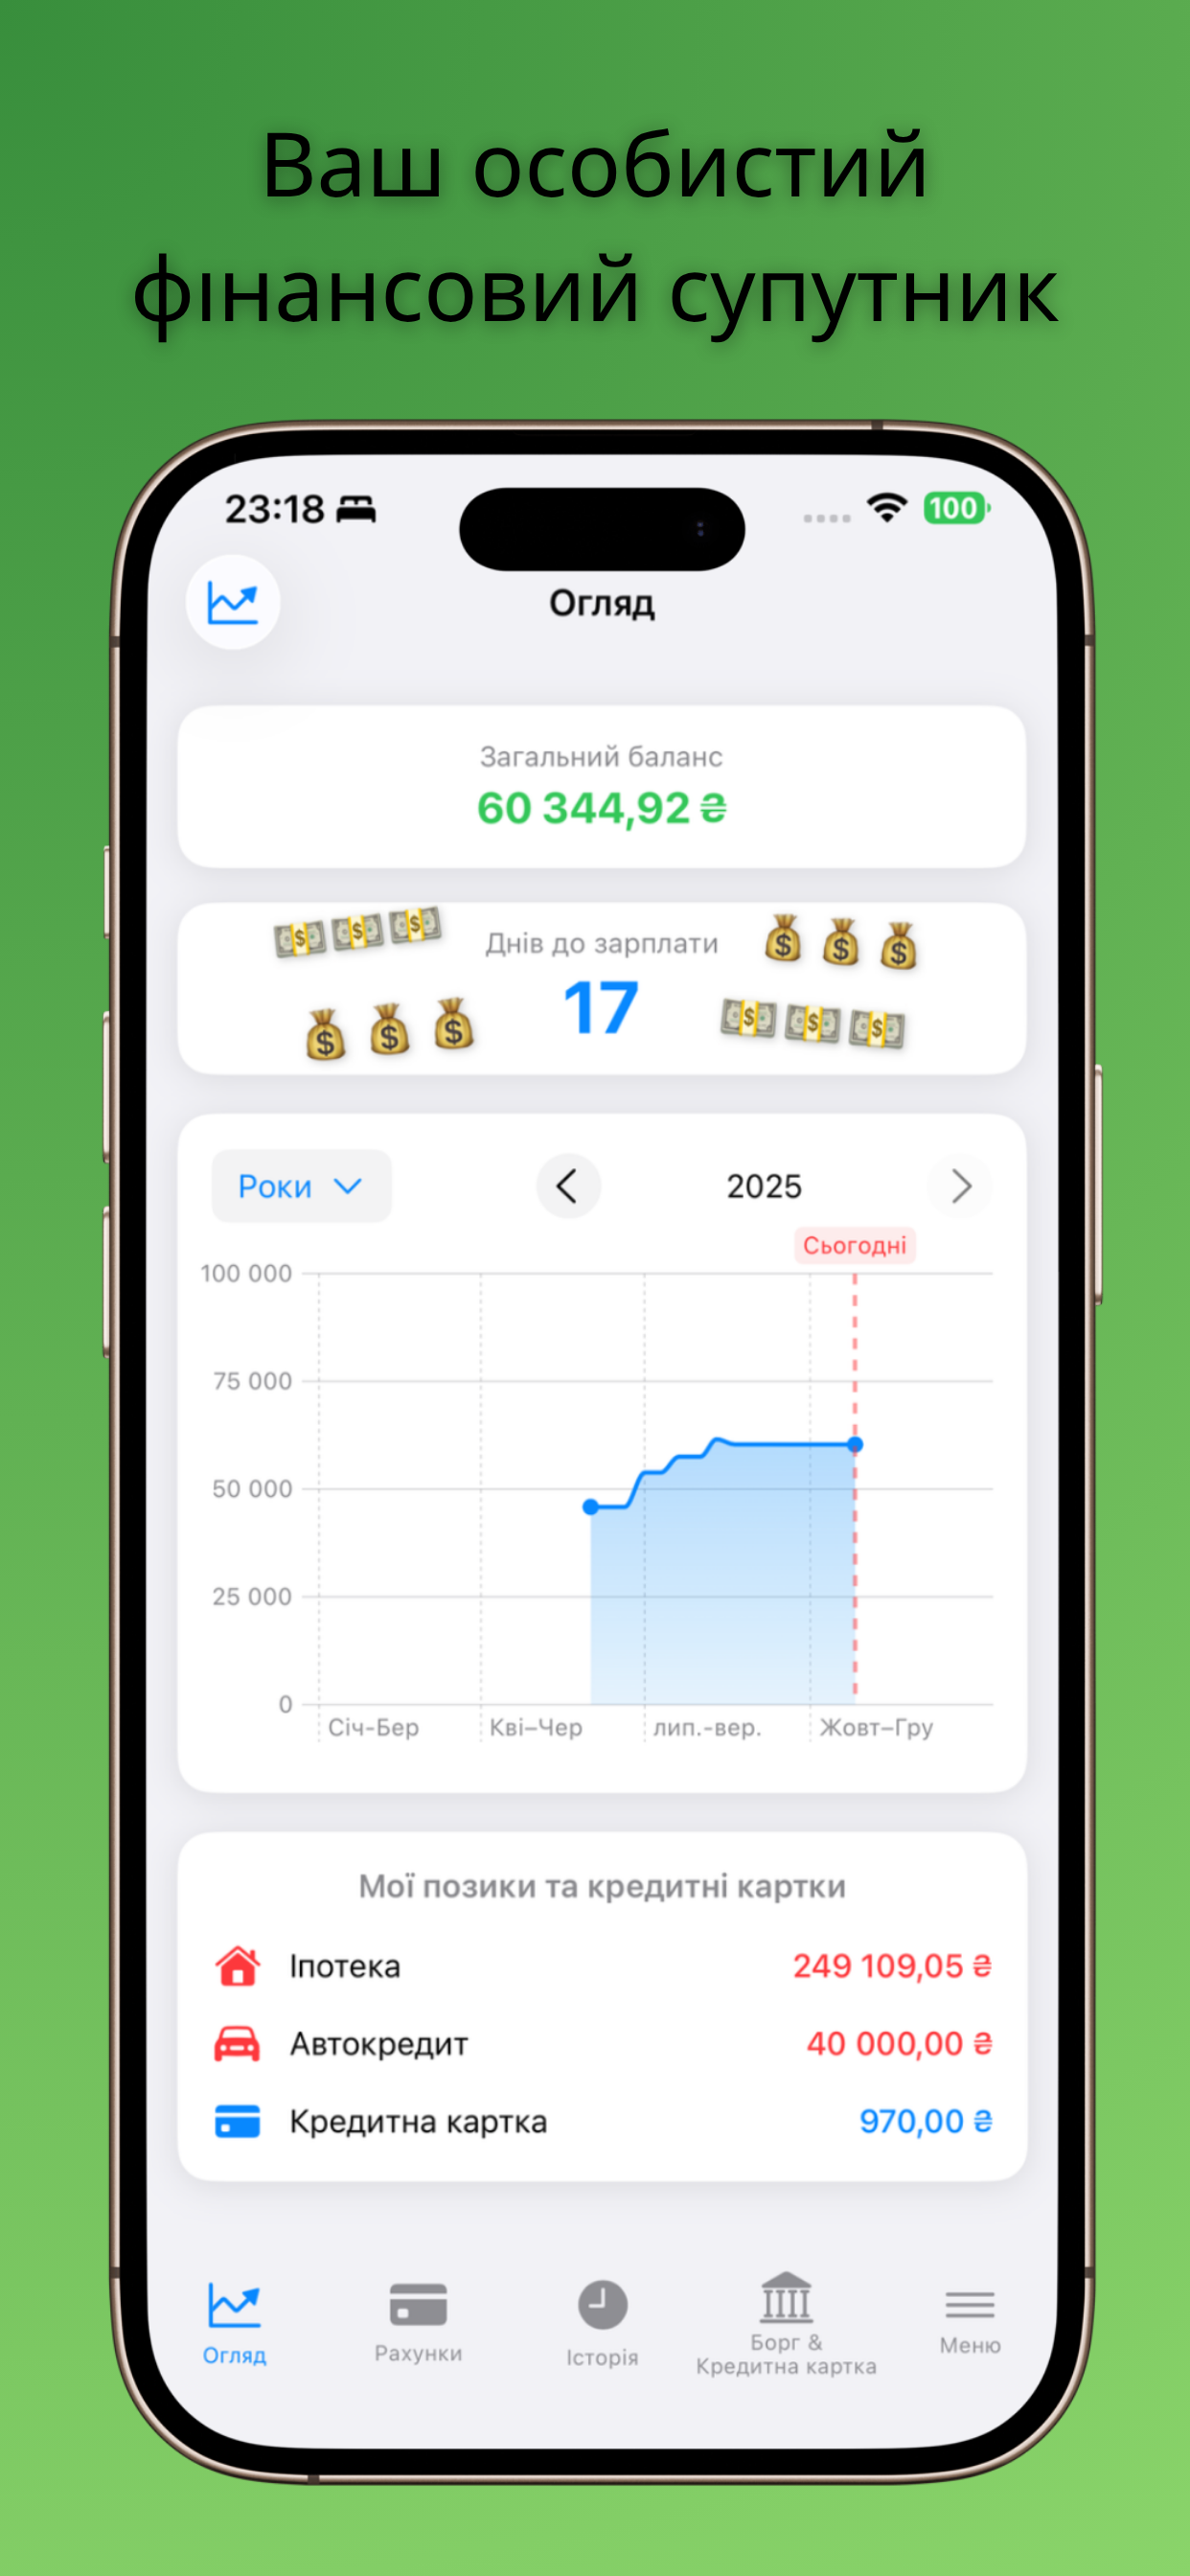 Ваш особистий
фінансовий супутник
23:18
100
Огляд
Загальний баланс
60 344,92 ₴
Днів до зарплати
17
Роки
2025
Сьогодні
100 000
75 000
50 000
25 000
0
Січ-Бер
Кві–Чер
лип.-вер.
Жовт–Гру
Мої позики та кредитні картки
Іпотека
249 109,05 ₴
Автокредит
40 000,00 ₴
Кредитна картка
970,00 ₴
Огляд
Рахунки
Історія
Борг &
Кредитна картка
Меню